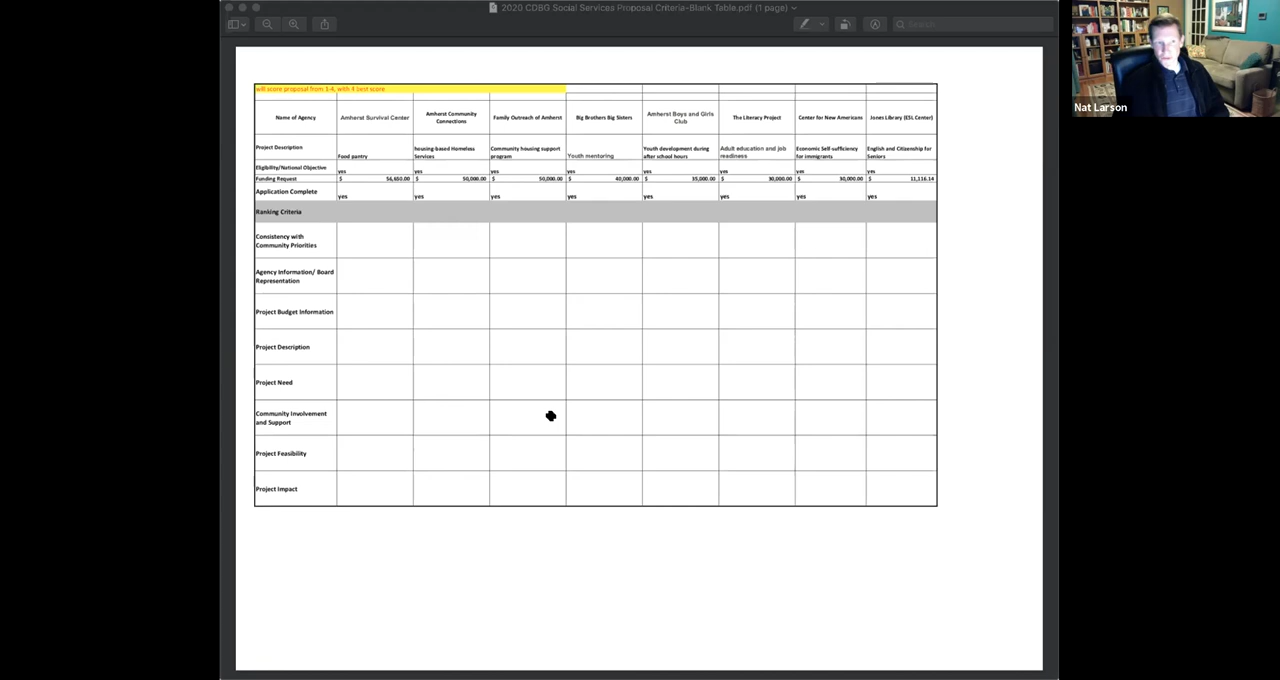 2020 CDBG Social Services Proposal Criteria-Blank Table.pdf (1 page)
Search
Nat Larson
will score proposal from 1-4, with 4 best score
Name of Agency Amherst Survival Center Amherst Community Connections Family Outreach of Amherst Big Brothers Big Sisters Amherst Boys and Girls Club The Literacy Project Center for New Americans Jones Library (ESL Center)
Project Description Food pantry housing-based Homeless Services Community housing support program Youth mentoring Youth development during after school hours Adult education and job readiness Economic Self-sufficiency for immigrants English and Citizenship for Seniors
Eligibility/National Objective yes yes yes yes yes yes yes yes
Funding Request $ 56,650.00 $ 50,000.00 $ 50,000.00 $ 40,000.00 $ 35,000.00 $ 30,000.00 $ 30,000.00 $ 11,116.14
Application Complete yes yes yes yes yes yes yes yes
Ranking Criteria
Consistency with
Community Priorities
Agency Information/ Board
Representation
Project Budget Information
Project Description
Project Need
Community Involvement
and Support
Project Feasibility
Project Impact